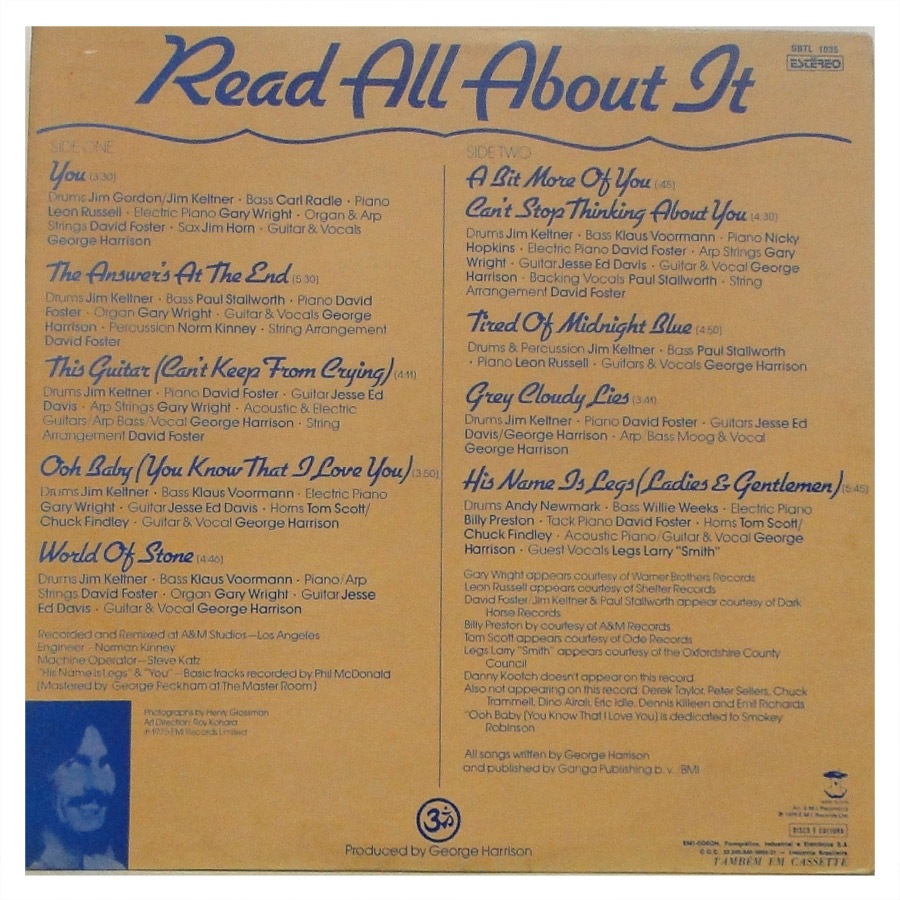 Read All About It
SBTL 1035
ESTÉREO
SIDE ONE
You (3:30)
Drums Jim Gordon/Jim Keltner · Bass Carl Radle · Piano
Leon Russell · Electric Piano Gary Wright · Organ & Arp
Strings David Foster · Sax Jim Horn · Guitar & Vocals
George Harrison
The Answer's At The End (5:30)
Drums Jim Keltner · Bass Paul Stallworth · Piano David
Foster · Organ Gary Wright · Guitar & Vocals George
Harrison · Percussion Norm Kinney · String Arrangement
David Foster
This Guitar (Can't Keep From Crying) (4:11)
Drums Jim Keltner · Piano David Foster · Guitar Jesse Ed
Davis · Arp Strings Gary Wright · Acoustic & Electric
Guitars/Arp Bass/Vocal George Harrison · String
Arrangement David Foster
Ooh Baby (You Know That I Love You) (3:50)
Drums Jim Keltner · Bass Klaus Voormann · Electric Piano
Gary Wright · Guitar Jesse Ed Davis · Horns Tom Scott/
Chuck Findley · Guitar & Vocal George Harrison
World Of Stone (4:46)
Drums Jim Keltner · Bass Klaus Voormann · Piano/Arp
Strings David Foster · Organ Gary Wright · Guitar Jesse
Ed Davis · Guitar & Vocal George Harrison
Recorded and Remixed at A&M Studios—Los Angeles
Engineer—Norman Kinney
Machine Operator—Steve Katz
"His Name is Legs" & "You"—Basic tracks recorded by Phil McDonald
(Mastered by George Peckham at The Master Room)
Photographs by Henry Grossman
Art Direction: Roy Kohara
℗ 1975 EMI Records Limited
SIDE TWO
A Bit More Of You (:45)
Can't Stop Thinking About You (4:30)
Drums Jim Keltner · Bass Klaus Voormann · Piano Nicky
Hopkins · Electric Piano David Foster · Arp Strings Gary
Wright · Guitar Jesse Ed Davis · Guitar & Vocal George
Harrison · Backing Vocals Paul Stallworth · String
Arrangement David Foster
Tired Of Midnight Blue (4:50)
Drums & Percussion Jim Keltner · Bass Paul Stallworth
· Piano Leon Russell · Guitars & Vocals George Harrison
Grey Cloudy Lies (3:41)
Drums Jim Keltner · Piano David Foster · Guitars Jesse Ed
Davis/George Harrison · Arp/Bass Moog & Vocal
George Harrison
His Name Is Legs (Ladies & Gentlemen) (5:45)
Drums Andy Newmark · Bass Willie Weeks · Electric Piano
Billy Preston · Tack Piano David Foster · Horns Tom Scott/
Chuck Findley · Acoustic Piano/Guitar & Vocal George
Harrison · Guest Vocals Legs Larry "Smith"
Gary Wright appears courtesy of Warner Brothers Records
Leon Russell appears courtesy of Shelter Records
David Foster/Jim Keltner & Paul Stallworth appear courtesy of Dark
Horse Records
Billy Preston by courtesy of A&M Records
Tom Scott appears courtesy of Ode Records
Legs Larry "Smith" appears courtesy of the Oxfordshire County
Council
Danny Kootch doesn't appear on this record
Also not appearing on this record: Derek Taylor, Peter Sellers, Chuck
Trammell, Dino Airali, Eric Idle, Dennis Killeen and Emil Richards
"Ooh Baby (You Know That I Love You) is dedicated to Smokey
Robinson
All songs written by George Harrison
and published by Ganga Publishing b.v./BMI
ॐ
Produced by George Harrison
DISCO É CULTURA
EMI-ODEON, Fonográfica, Industrial e Eletrônica S.A.
Indústria Brasileira
TAMBÉM EM CASSETTE